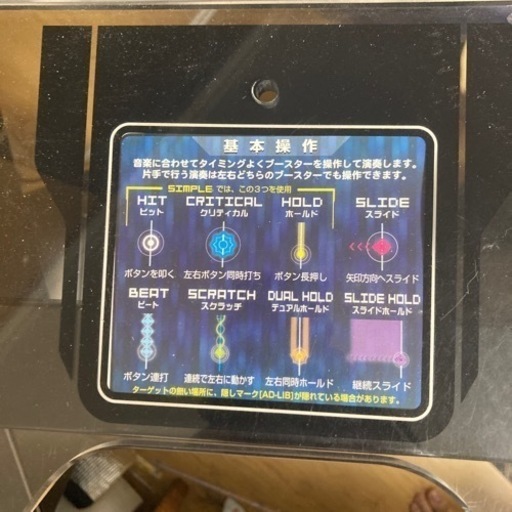 基本操作
音楽に合わせてタイミングよくブースターを操作して演奏します。
片手で行う演奏は左右どちらのブースターでも操作できます。
SIMPLE では、この3つを使用
HIT CRITICAL HOLD SLIDE
ヒット クリティカル ホールド スライド
ボタンを叩く 左右ボタン同時打ち ボタン長押し 矢印方向へスライド
BEAT SCRATCH DUAL HOLD SLIDE HOLD
ビート スクラッチ デュアルホールド スライドホールド
ボタン連打 連続で左右に動かす 左右同時ホールド 継続スライド
ターゲットの無い場所に、隠しマーク[AD-LIB]が隠れている場合があります。